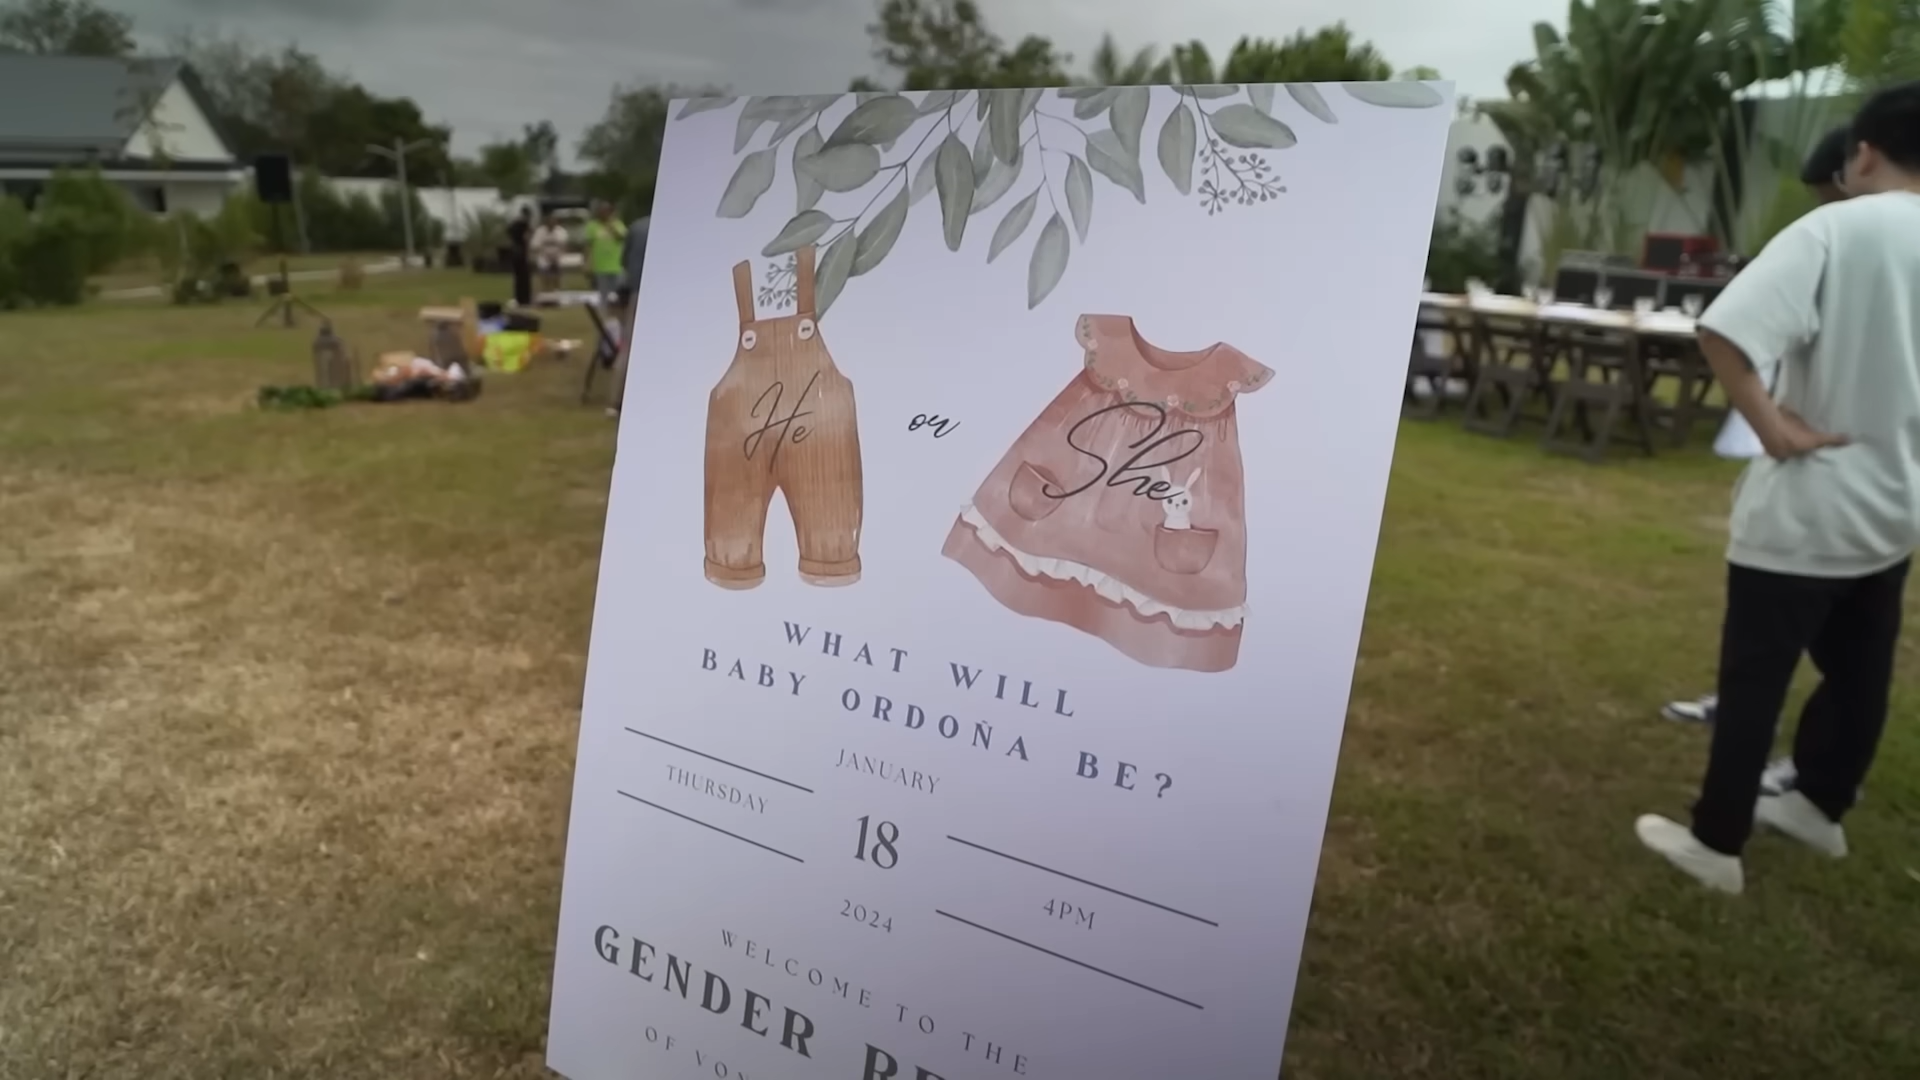 He or She
WHAT WILL
BABY ORDOÑA BE?
JANUARY
THURSDAY
18
4PM
2024
WELCOME TO THE
GENDER
OF